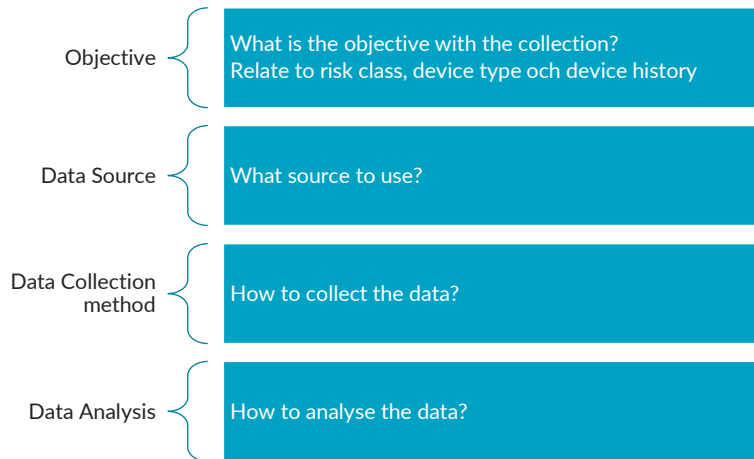 Objective
What is the objective with the collection?
Relate to risk class, device type och device history
Data Source
What source to use?
Data Collection
method
How to collect the data?
Data Analysis
How to analyse the data?